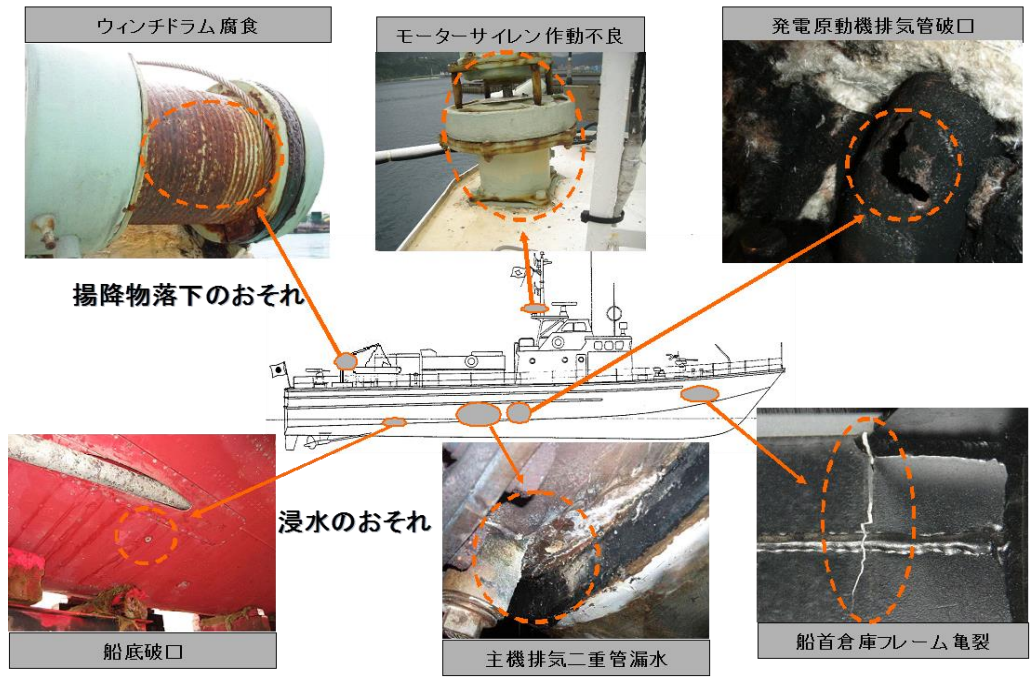 ウィンチドラム腐食
モーターサイレン作動不良
発電原動機排気管破口
揚降物落下のおそれ
浸水のおそれ
船底破口
主機排気二重管漏水
船首倉庫フレーム亀裂